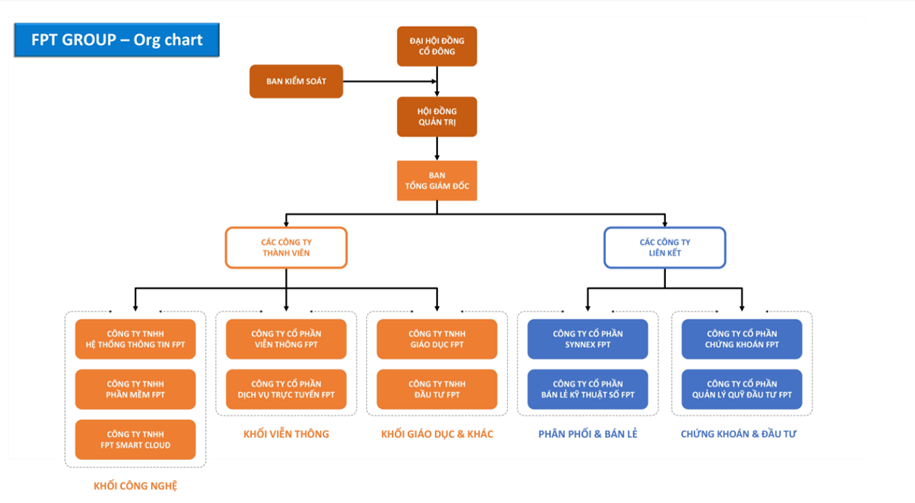 FPT GROUP – Org chart
ĐẠI HỘI ĐỒNG
CỔ ĐÔNG
BAN KIỂM SOÁT
HỘI ĐỒNG
QUẢN TRỊ
BAN
TỔNG GIÁM ĐỐC
CÁC CÔNG TY
THÀNH VIÊN
CÁC CÔNG TY
LIÊN KẾT
CÔNG TY TNHH
HỆ THỐNG THÔNG TIN FPT
CÔNG TY TNHH
PHẦN MỀM FPT
CÔNG TY TNHH
FPT SMART CLOUD
KHỐI CÔNG NGHỆ
CÔNG TY CỔ PHẦN
VIỄN THÔNG FPT
CÔNG TY CỔ PHẦN
DỊCH VỤ TRỰC TUYẾN FPT
KHỐI VIỄN THÔNG
CÔNG TY TNHH
GIÁO DỤC FPT
CÔNG TY TNHH
ĐẦU TƯ FPT
KHỐI GIÁO DỤC & KHÁC
CÔNG TY CỔ PHẦN
SYNNEX FPT
CÔNG TY CỔ PHẦN
BÁN LẺ KỸ THUẬT SỐ FPT
PHÂN PHỐI & BÁN LẺ
CÔNG TY CỔ PHẦN
CHỨNG KHOÁN FPT
CÔNG TY CỔ PHẦN
QUẢN LÝ QUỸ ĐẦU TƯ FPT
CHỨNG KHOÁN & ĐẦU TƯ